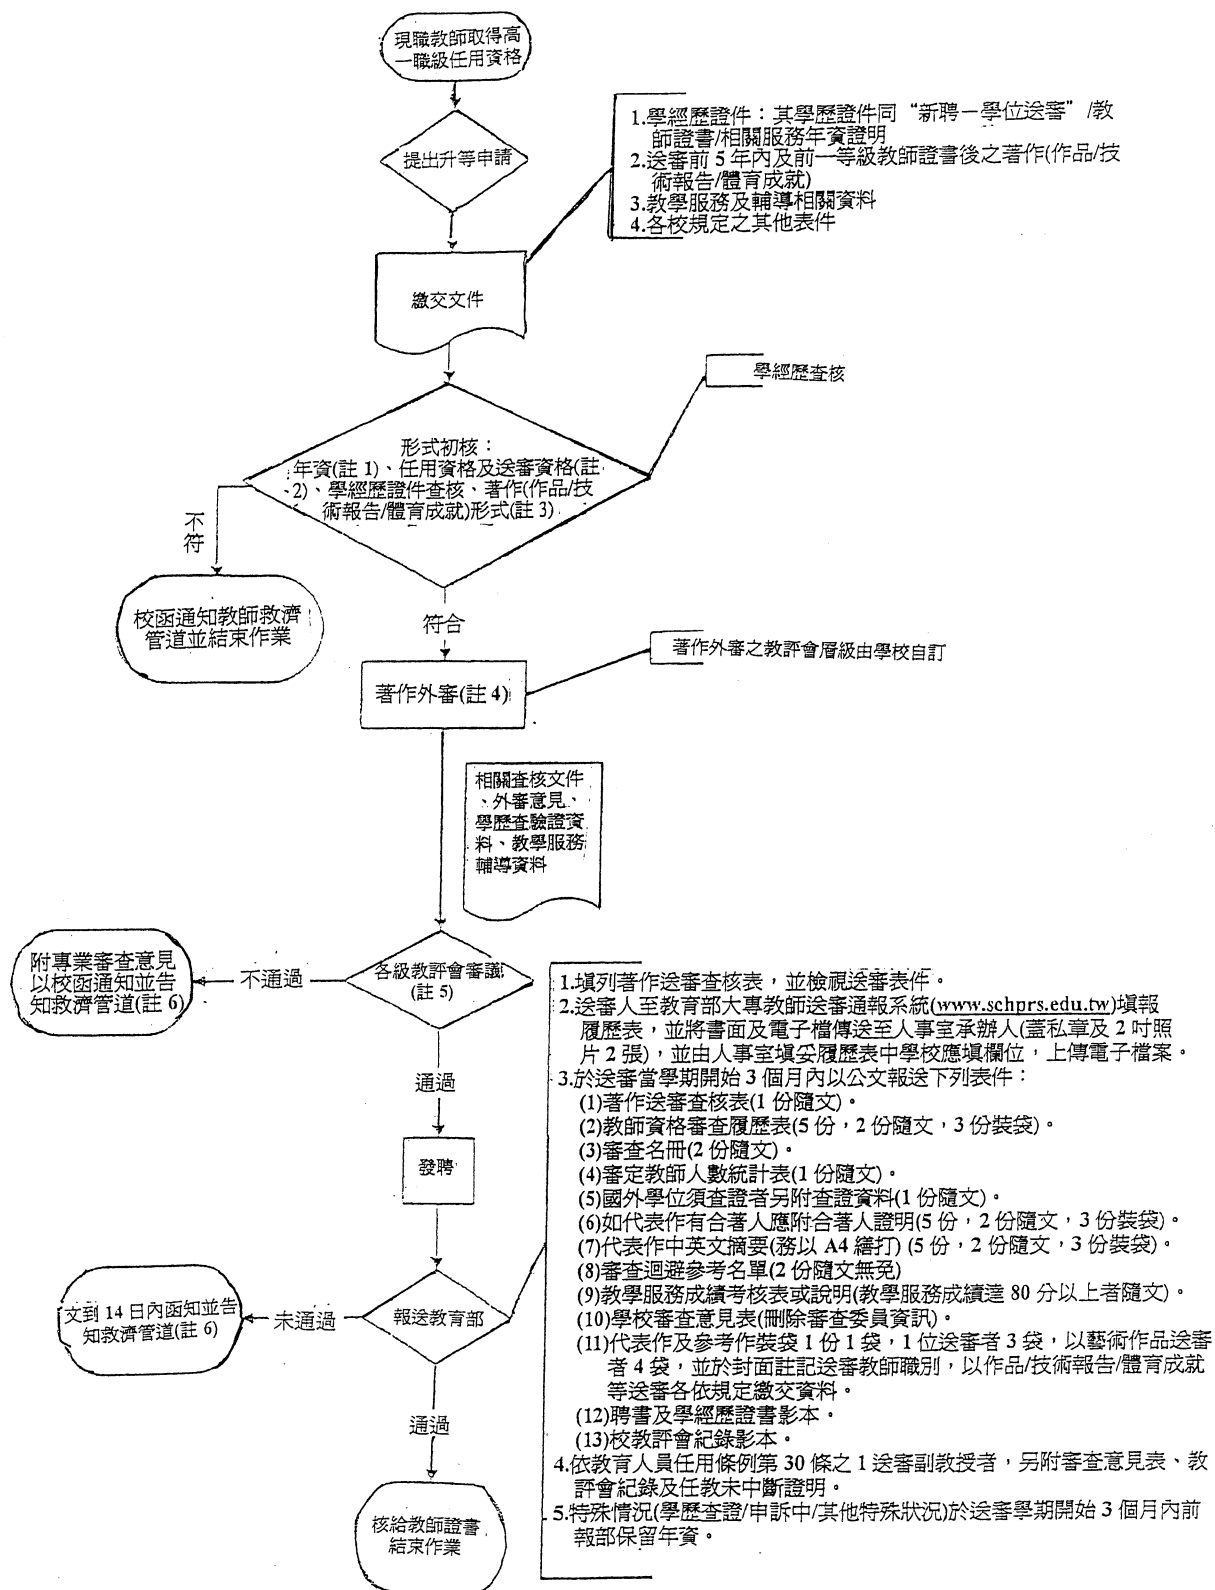 現職教師取得高
一職級任用資格
提出升等申請
1.學經歷證件：其學歷證件同“新聘－學位送審”/教
師證書/相關服務年資證明
2.送審前 5 年內及前一等級教師證書後之著作(作品/技
術報告/體育成就)
3.教學服務及輔導相關資料
4.各校規定之其他表件
繳交文件
學經歷查核
形式初核：
年資(註 1)、任用資格及送審資格(註
2)、學經歷證件查核、著作(作品/技
術報告/體育成就)形式(註 3)
不
符
校函通知教師救濟
管道並結束作業
符合
著作外審(註 4)
著作外審之教評會層級由學校自訂
相關查核文件
、外審意見、
學歷查驗證資
料、教學服務
輔導資料
各級教評會審議
(註 5)
不通過
附專業審查意見
以校函通知並告
知救濟管道(註 6)
通過
發聘
報送教育部
未通過
文到 14 日內函知並告
知救濟管道(註 6)
通過
核給教師證書
結束作業
1.填列著作送審查核表，並檢視送審表件。
2.送審人至教育部大專教師送審通報系統(www.schprs.edu.tw)填報
履歷表，並將書面及電子檔傳送至人事室承辦人(蓋私章及 2 吋照
片 2 張)，並由人事室填妥履歷表中學校應填欄位，上傳電子檔案。
3.於送審當學期開始 3 個月內以公文報送下列表件：
(1)著作送審查核表(1 份隨文)。
(2)教師資格審查履歷表(5 份，2 份隨文，3 份裝袋)。
(3)審查名冊(2 份隨文)。
(4)審定教師人數統計表(1 份隨文)。
(5)國外學位須查證者另附查證資料(1 份隨文)。
(6)如代表作有合著人應附合著人證明(5 份，2 份隨文，3 份裝袋)。
(7)代表作中英文摘要(務以 A4 繕打) (5 份，2 份隨文，3 份裝袋)。
(8)審查迴避參考名單(2 份隨文無免)
(9)教學服務成績考核表或說明(教學服務成績達 80 分以上者隨文)。
(10)學校審查意見表(刪除審查委員資訊)。
(11)代表作及參考作裝袋 1 份 1 袋，1 位送審者 3 袋，以藝術作品送審
者 4 袋，並於封面註記送審教師職別，以作品/技術報告/體育成就
等送審各依規定繳交資料。
(12)聘書及學經歷證書影本。
(13)校教評會紀錄影本。
4.依教育人員任用條例第 30 條之 1 送審副教授者，另附審查意見表、教
評會紀錄及任教未中斷證明。
5.特殊情況(學歷查證/申訴中/其他特殊狀況)於送審學期開始 3 個月內前
報部保留年資。